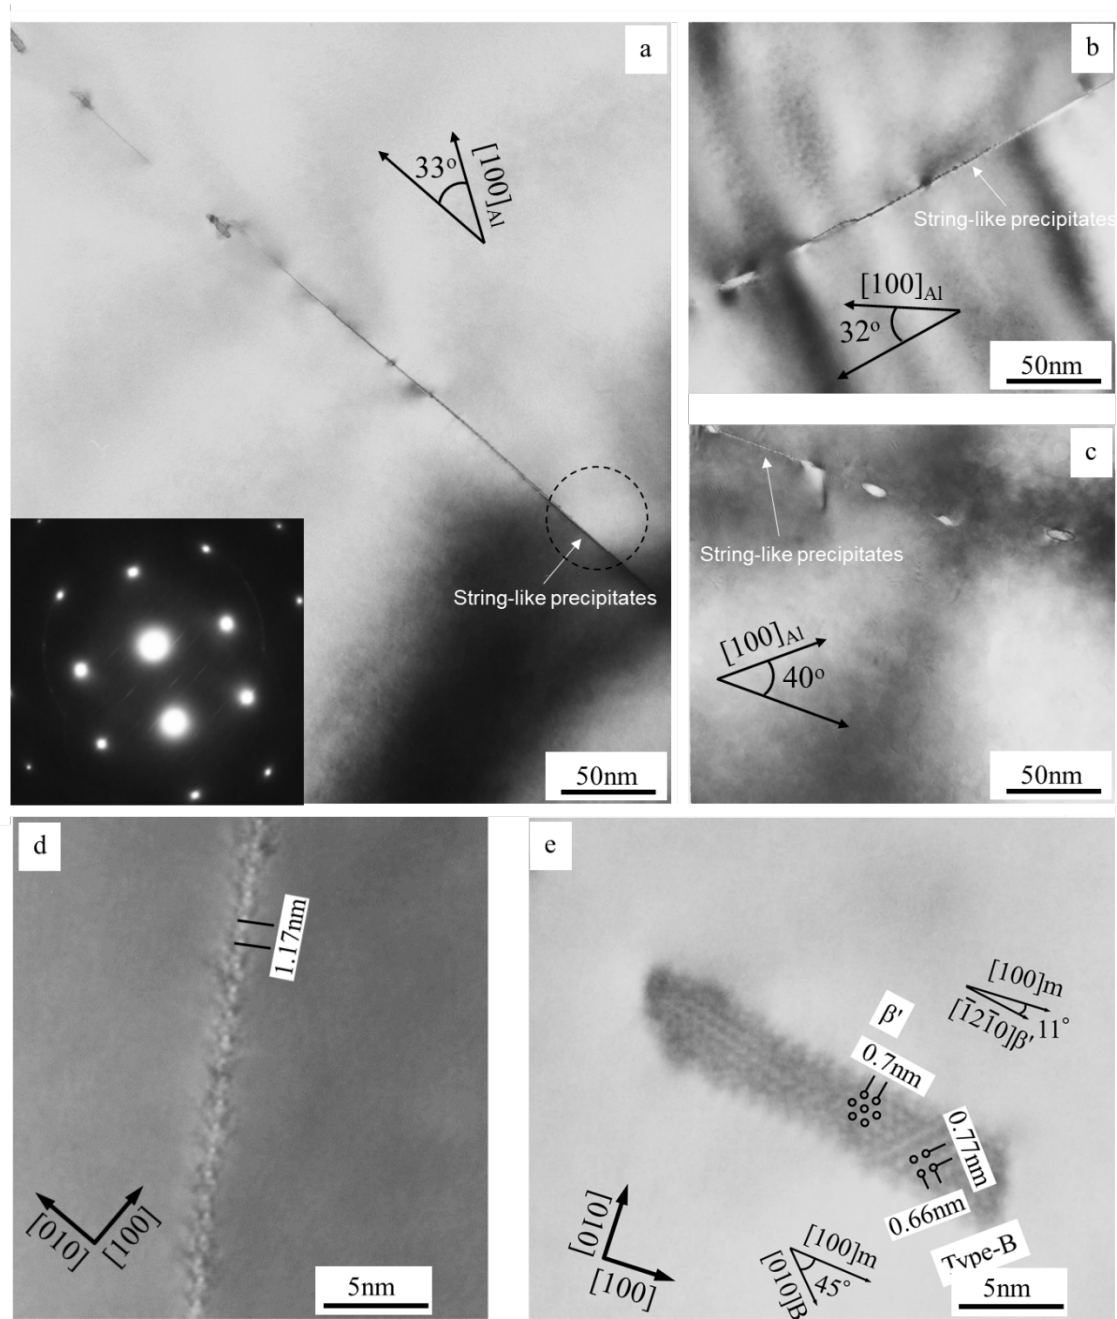 a
33°
[100]Al
String-like precipitates
50nm
b
String-like precipitates
[100]Al
32°
50nm
c
String-like precipitates
[100]Al
40°
50nm
d
1.17nm
[010]
[100]
5nm
e
[100]m
[1̄21̄0]β'
11°
β'
0.7nm
0.77nm
0.66nm
Type-B
[010]
[100]
[100]m
[010]B
45°
5nm